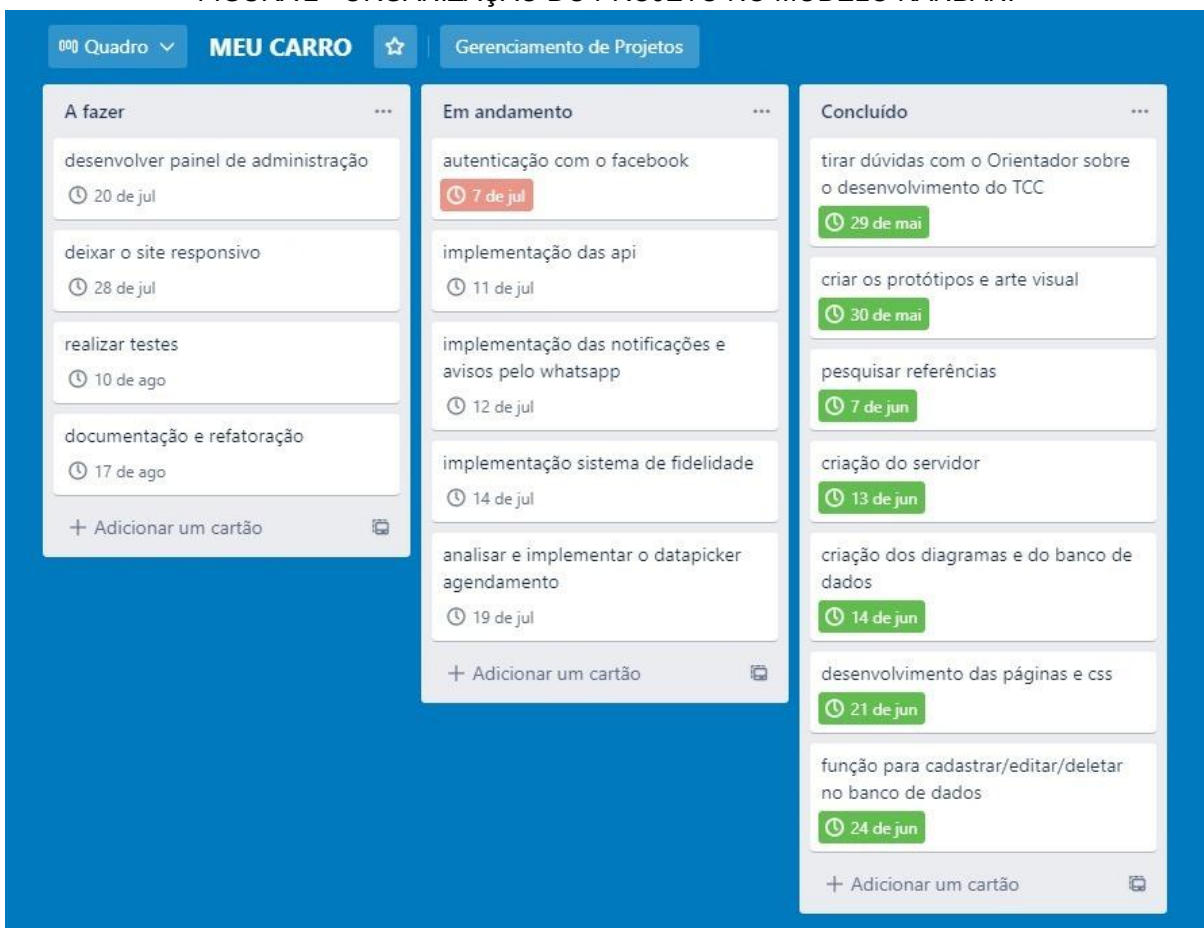 Quadro
MEU CARRO
Gerenciamento de Projetos
A fazer
desenvolver painel de administração
20 de jul
deixar o site responsivo
28 de jul
realizar testes
10 de ago
documentação e refatoração
17 de ago
+ Adicionar um cartão
Em andamento
autenticação com o facebook
7 de jul
implementação das api
11 de jul
implementação das notificações e
avisos pelo whatsapp
12 de jul
implementação sistema de fidelidade
14 de jul
analisar e implementar o datapicker
agendamento
19 de jul
+ Adicionar um cartão
Concluído
tirar dúvidas com o Orientador sobre
o desenvolvimento do TCC
29 de mai
criar os protótipos e arte visual
30 de mai
pesquisar referências
7 de jun
criação do servidor
13 de jun
criação dos diagramas e do banco de
dados
14 de jun
desenvolvimento das páginas e css
21 de jun
função para cadastrar/editar/deletar
no banco de dados
24 de jun
+ Adicionar um cartão